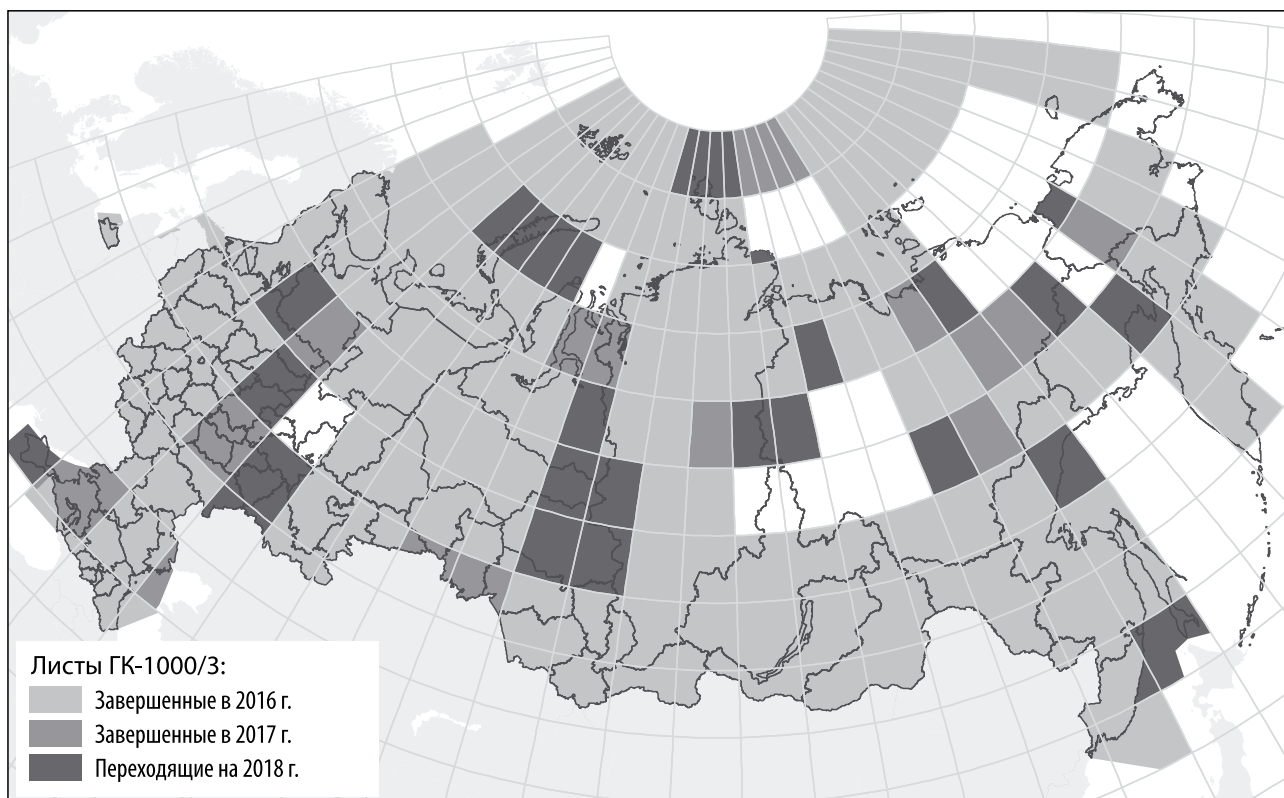 Листы ГК-1000/3:
Завершенные в 2016 г.
Завершенные в 2017 г.
Переходящие на 2018 г.